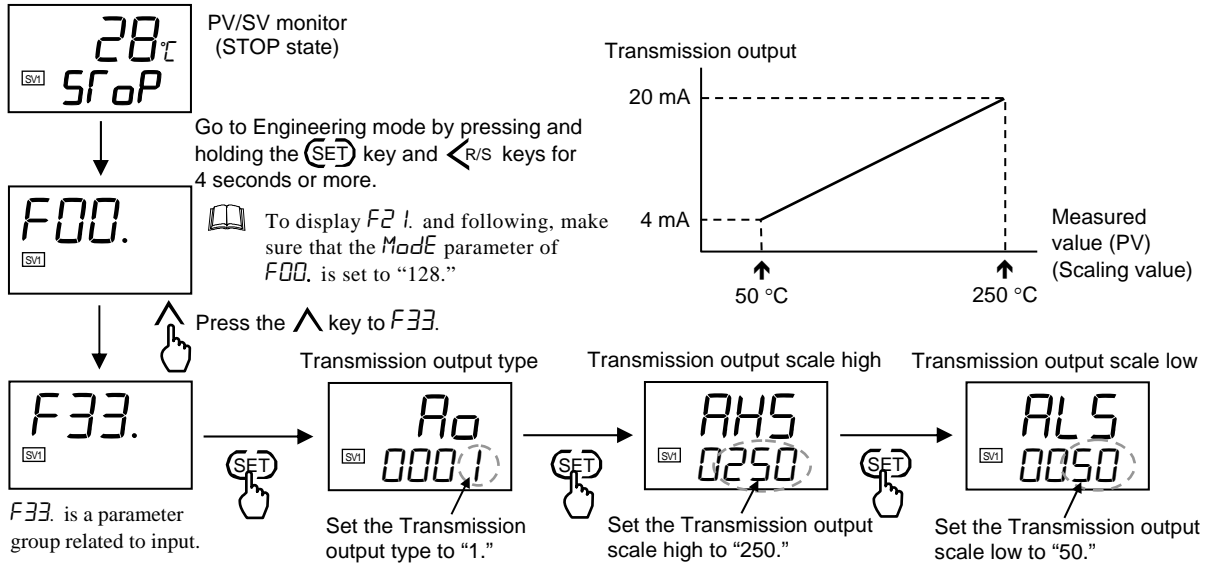 28℃
SV1
SToP
PV/SV monitor
(STOP state)
Go to Engineering mode by pressing and
holding the SET key and <R/S keys for
4 seconds or more.
F00.
SV1
To display F21. and following, make
sure that the ModE parameter of
F00. is set to “128.”
Press the ∧ key to F33.
Transmission output
20 mA
4 mA
50 °C
250 °C
Measured
value (PV)
(Scaling value)
F33.
SV1
F33. is a parameter
group related to input.
SET
Transmission output type
Ao
SV1
0001
Set the Transmission
output type to “1.”
SET
Transmission output scale high
AHS
SV1
0250
Set the Transmission output
scale high to “250.”
SET
Transmission output scale low
ALS
SV1
0050
Set the Transmission output
scale low to “50.”